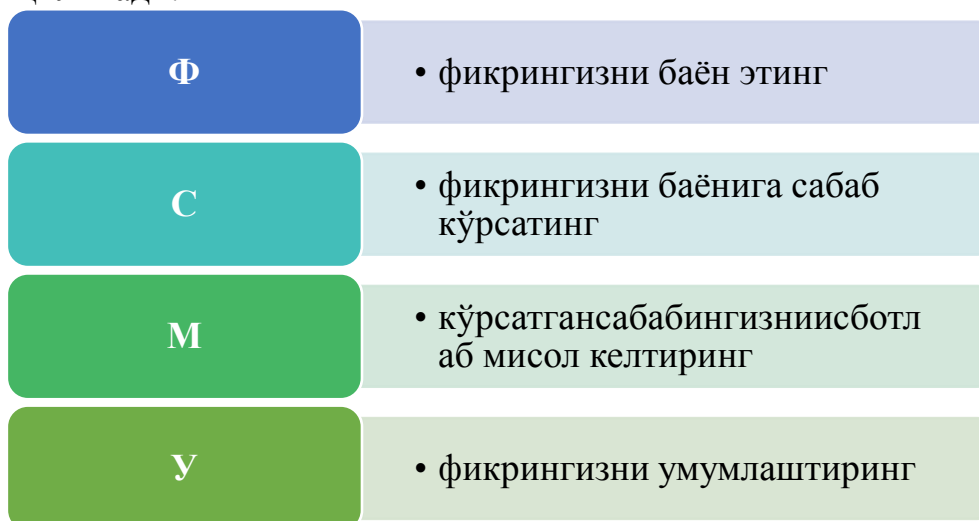 Ф
• фикрингизни баён этинг
С
• фикрингизни баёнига сабаб
кўрсатинг
М
• кўрсатгансабабингизниисботл
аб мисол келтиринг
У
• фикрингизни умумлаштиринг